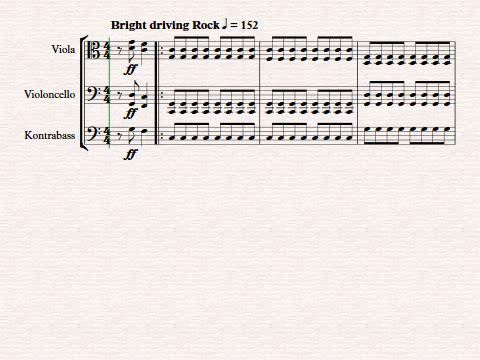 Bright driving Rock ♩ = 152
Viola
ff
Violoncello
ff
Kontrabass
ff